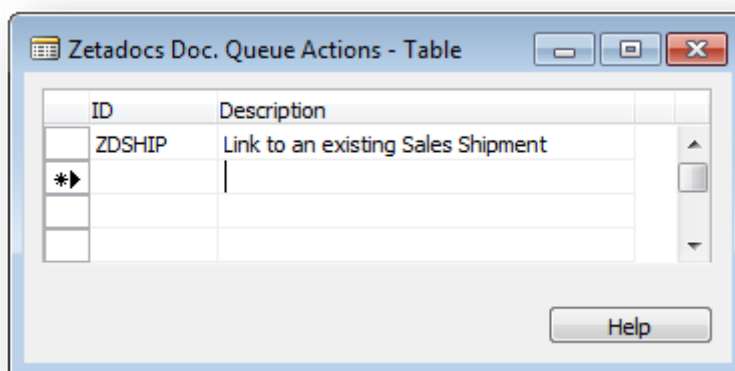 Zetadocs Doc. Queue Actions - Table
ID Description
ZDSHIP Link to an existing Sales Shipment
Help